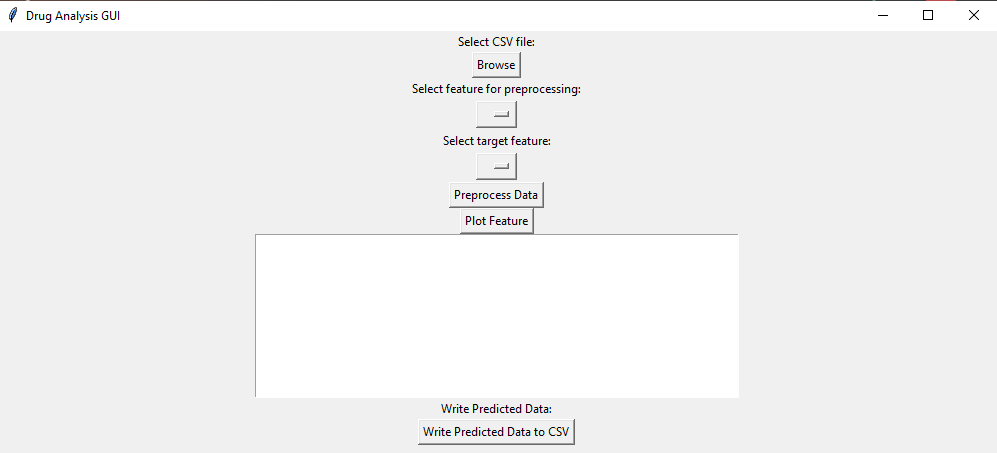 Drug Analysis GUI
Select CSV file:
Browse
Select feature for preprocessing:
Select target feature:
Preprocess Data
Plot Feature
Write Predicted Data:
Write Predicted Data to CSV